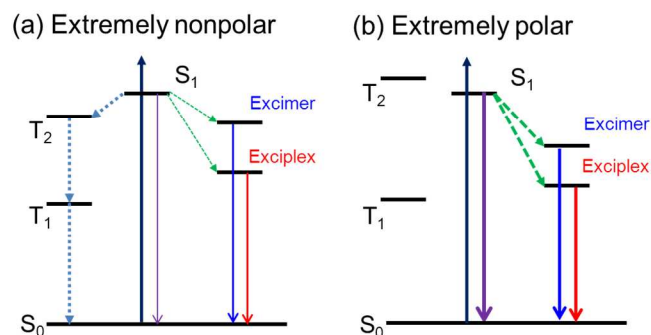 (a) Extremely nonpolar
S1
T2
Excimer
Exciplex
T1
S0
(b) Extremely polar
S1
T2
Excimer
Exciplex
T1
S0